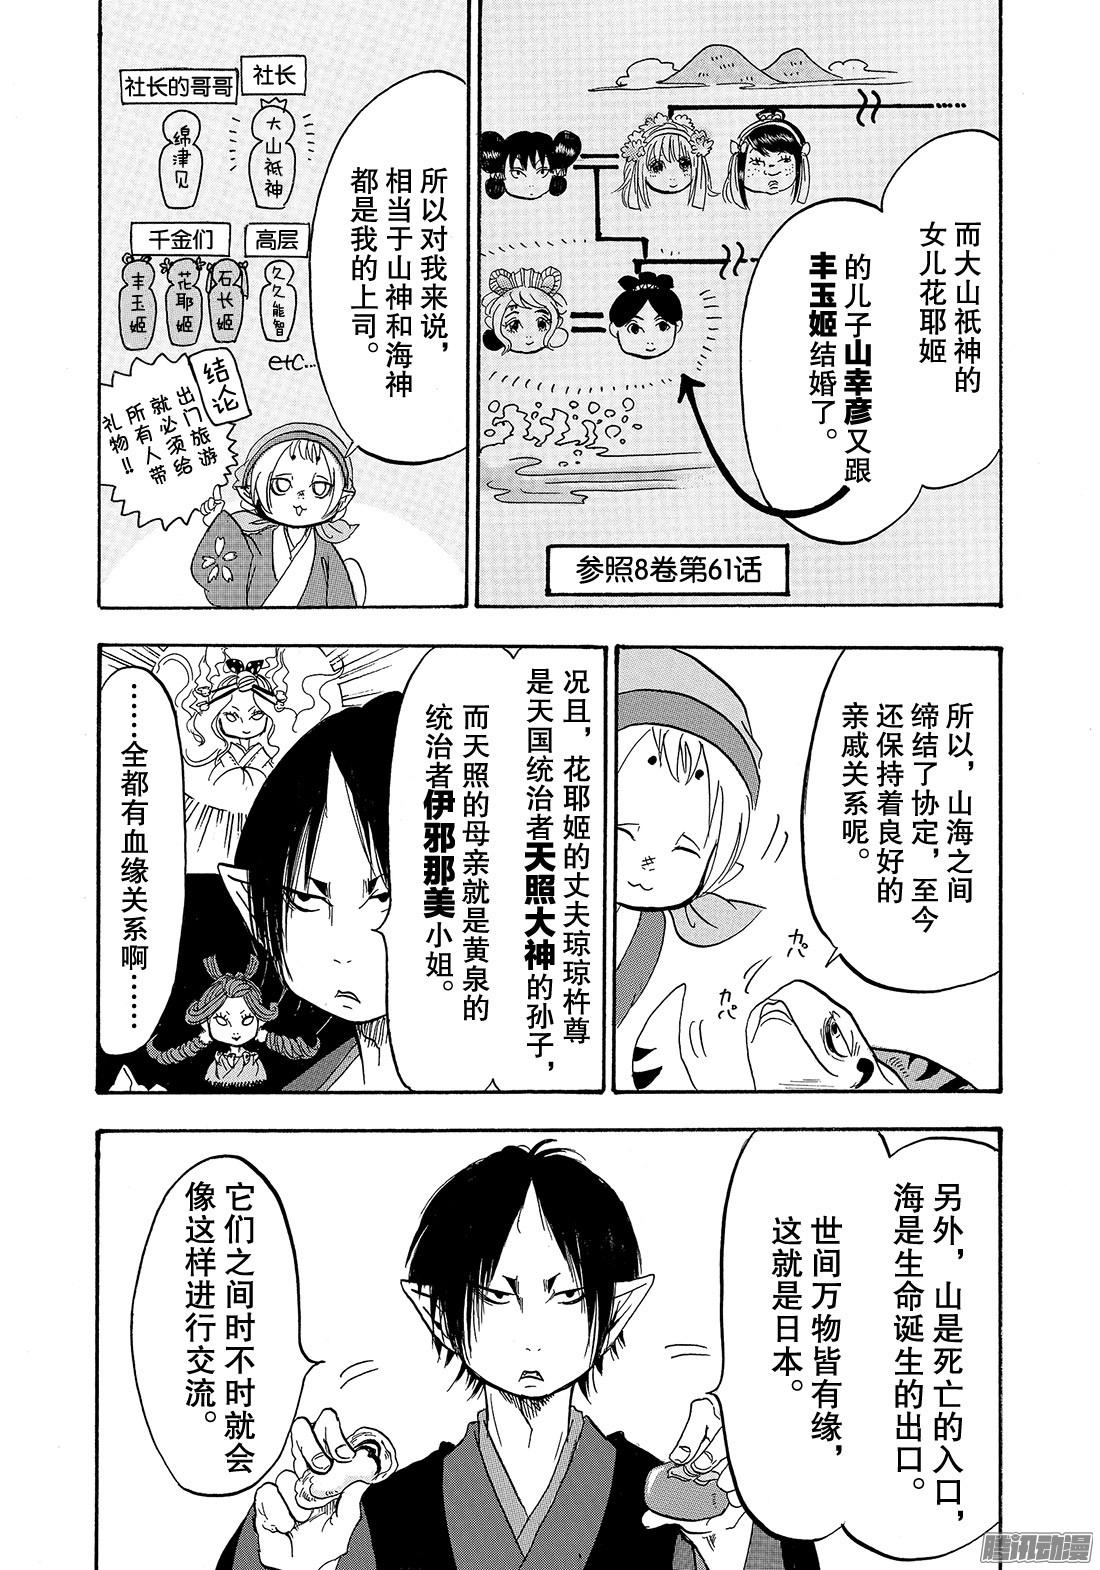 而大山祇神的
女儿花耶姬
的儿子山幸彦又跟
丰玉姬结婚了。
参照8卷第61话
所以对我来说，
相当于山神和海神
都是我的上司。
社长
大山祇神
社长的哥哥
绵津见
高层
久久能智
千金们
石长姬
花耶姬
丰玉姬
etc...
结论
出门旅游
就必须给
所有人带
礼物!!
所以，山海之间
缔结了协定，至今
还保持着良好的
亲戚关系呢。
カパ
カパ
况且，花耶姬的丈夫琼琼杵尊
是天国统治者天照大神的孙子，
而天照的母亲就是黄泉的
统治者伊邪那美小姐。
……全都有血缘关系啊……
另外，山是死亡的入口，
海是生命诞生的出口。
世间万物皆有缘，
这就是日本。
它们之间时不时就会
像这样进行交流。
腾讯动漫